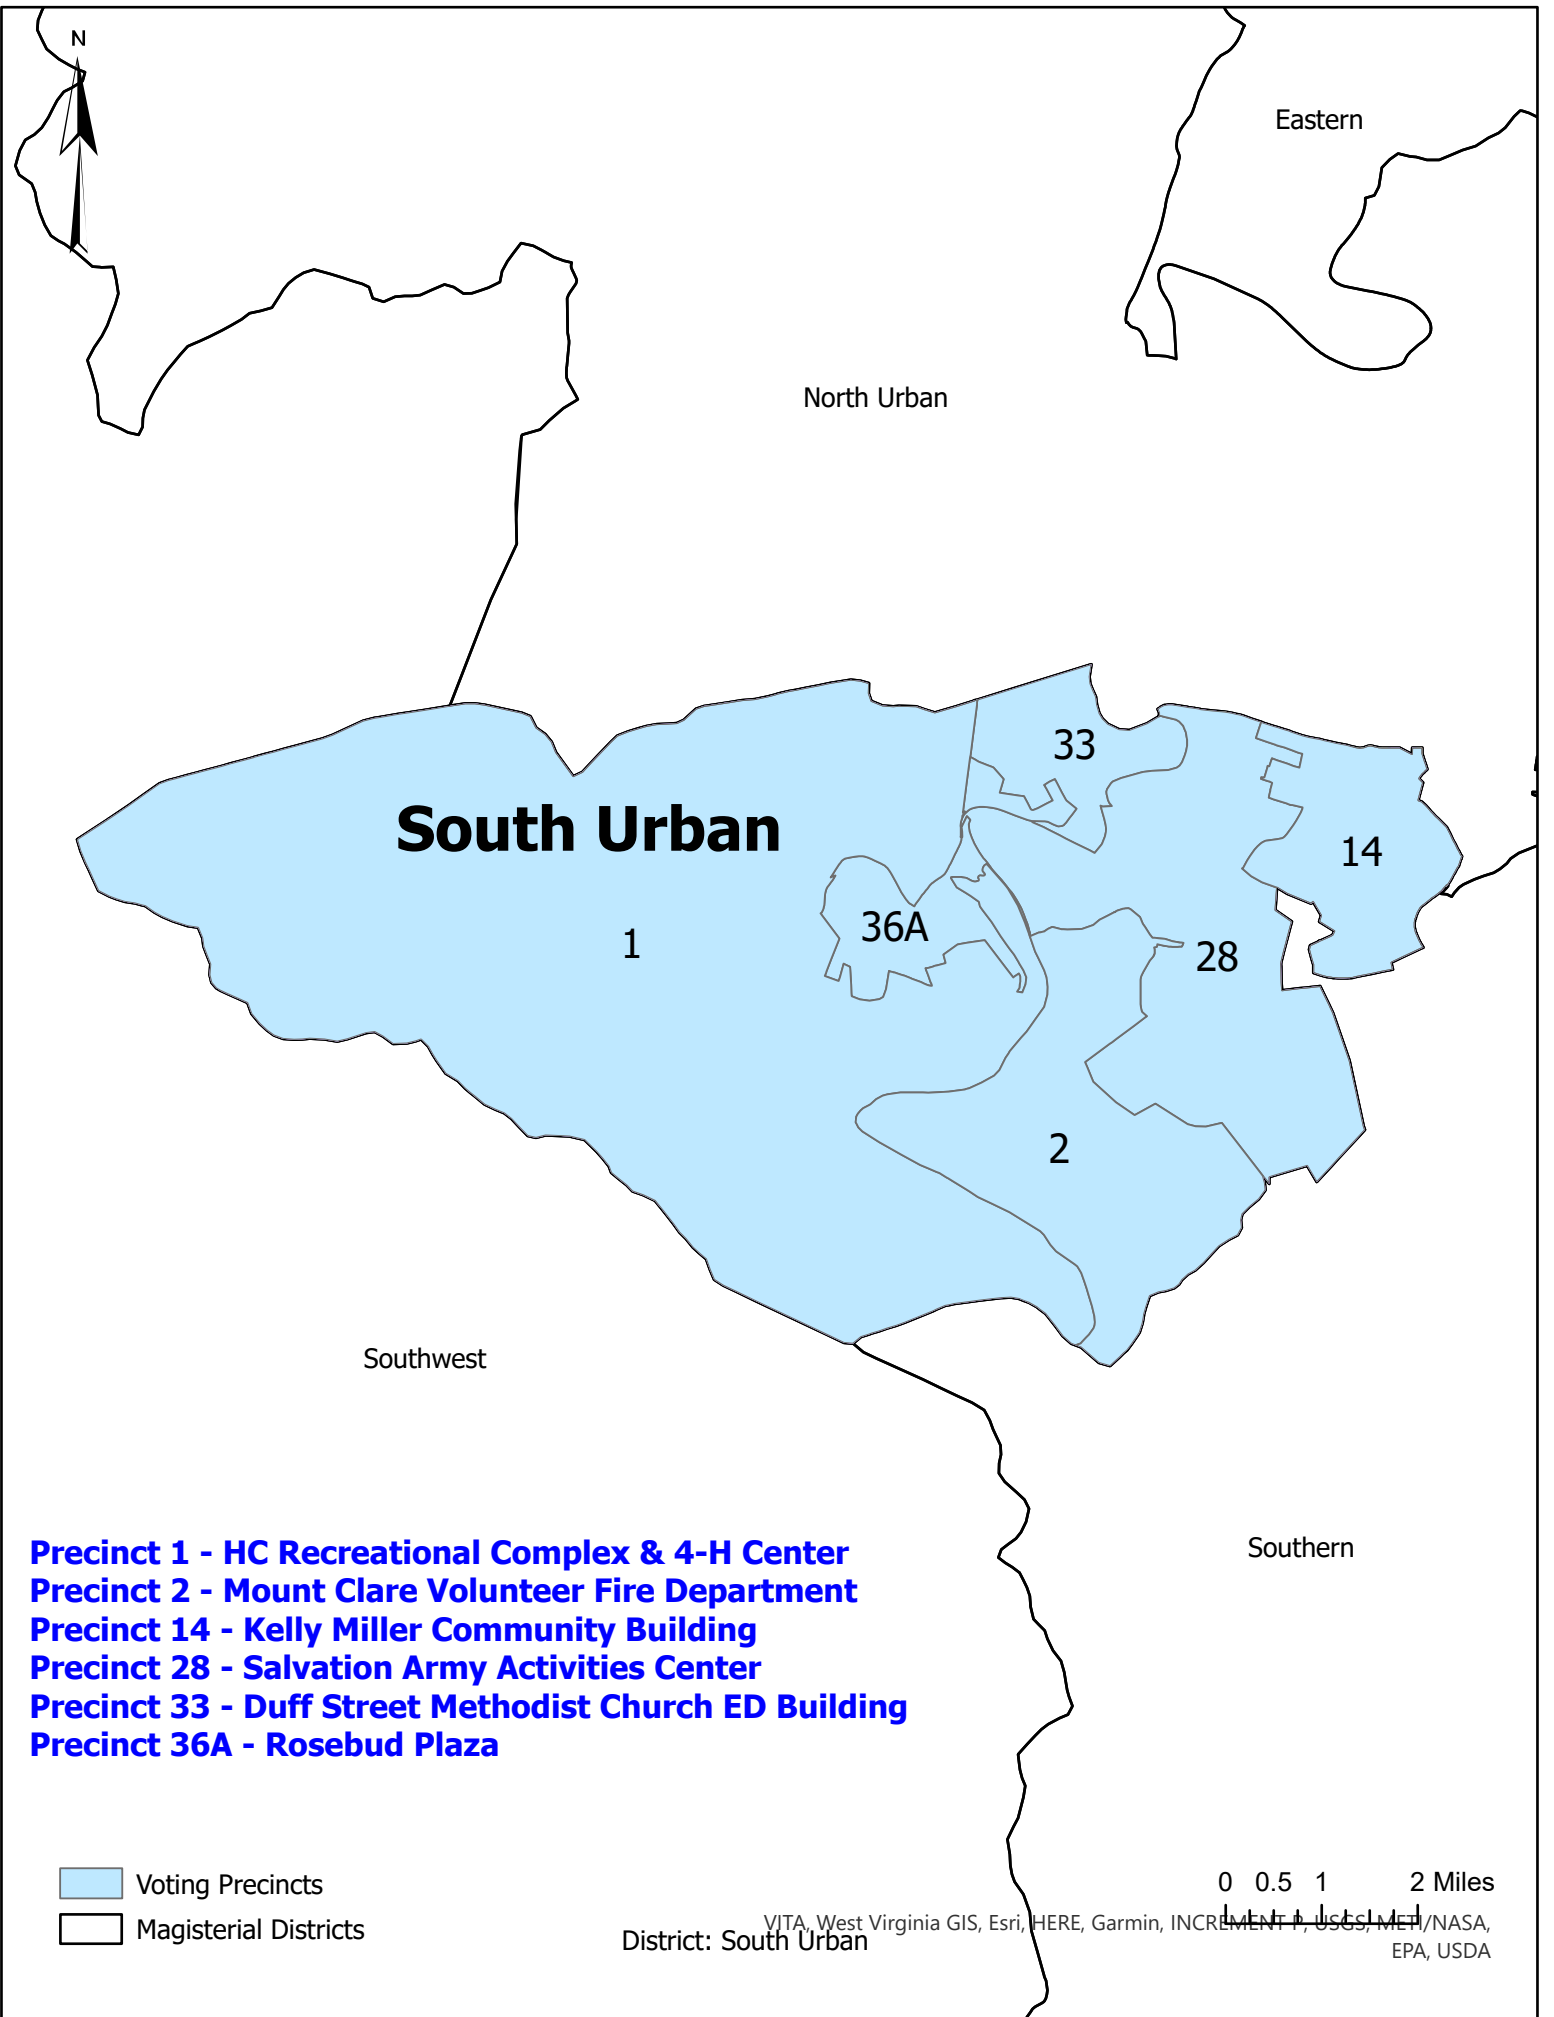 N
Eastern
North Urban
33
South Urban
14
36A
1
28
2
Southwest
Southern
Precinct 1 - HC Recreational Complex & 4-H Center
Precinct 2 - Mount Clare Volunteer Fire Department
Precinct 14 - Kelly Miller Community Building
Precinct 28 - Salvation Army Activities Center
Precinct 33 - Duff Street Methodist Church ED Building
Precinct 36A - Rosebud Plaza
Voting Precincts
Magisterial Districts
District: South Urban
0 0.5 1 2 Miles
VITA, West Virginia GIS, Esri, HERE, Garmin, INCREMENT P, USGS, METI/NASA,
EPA, USDA